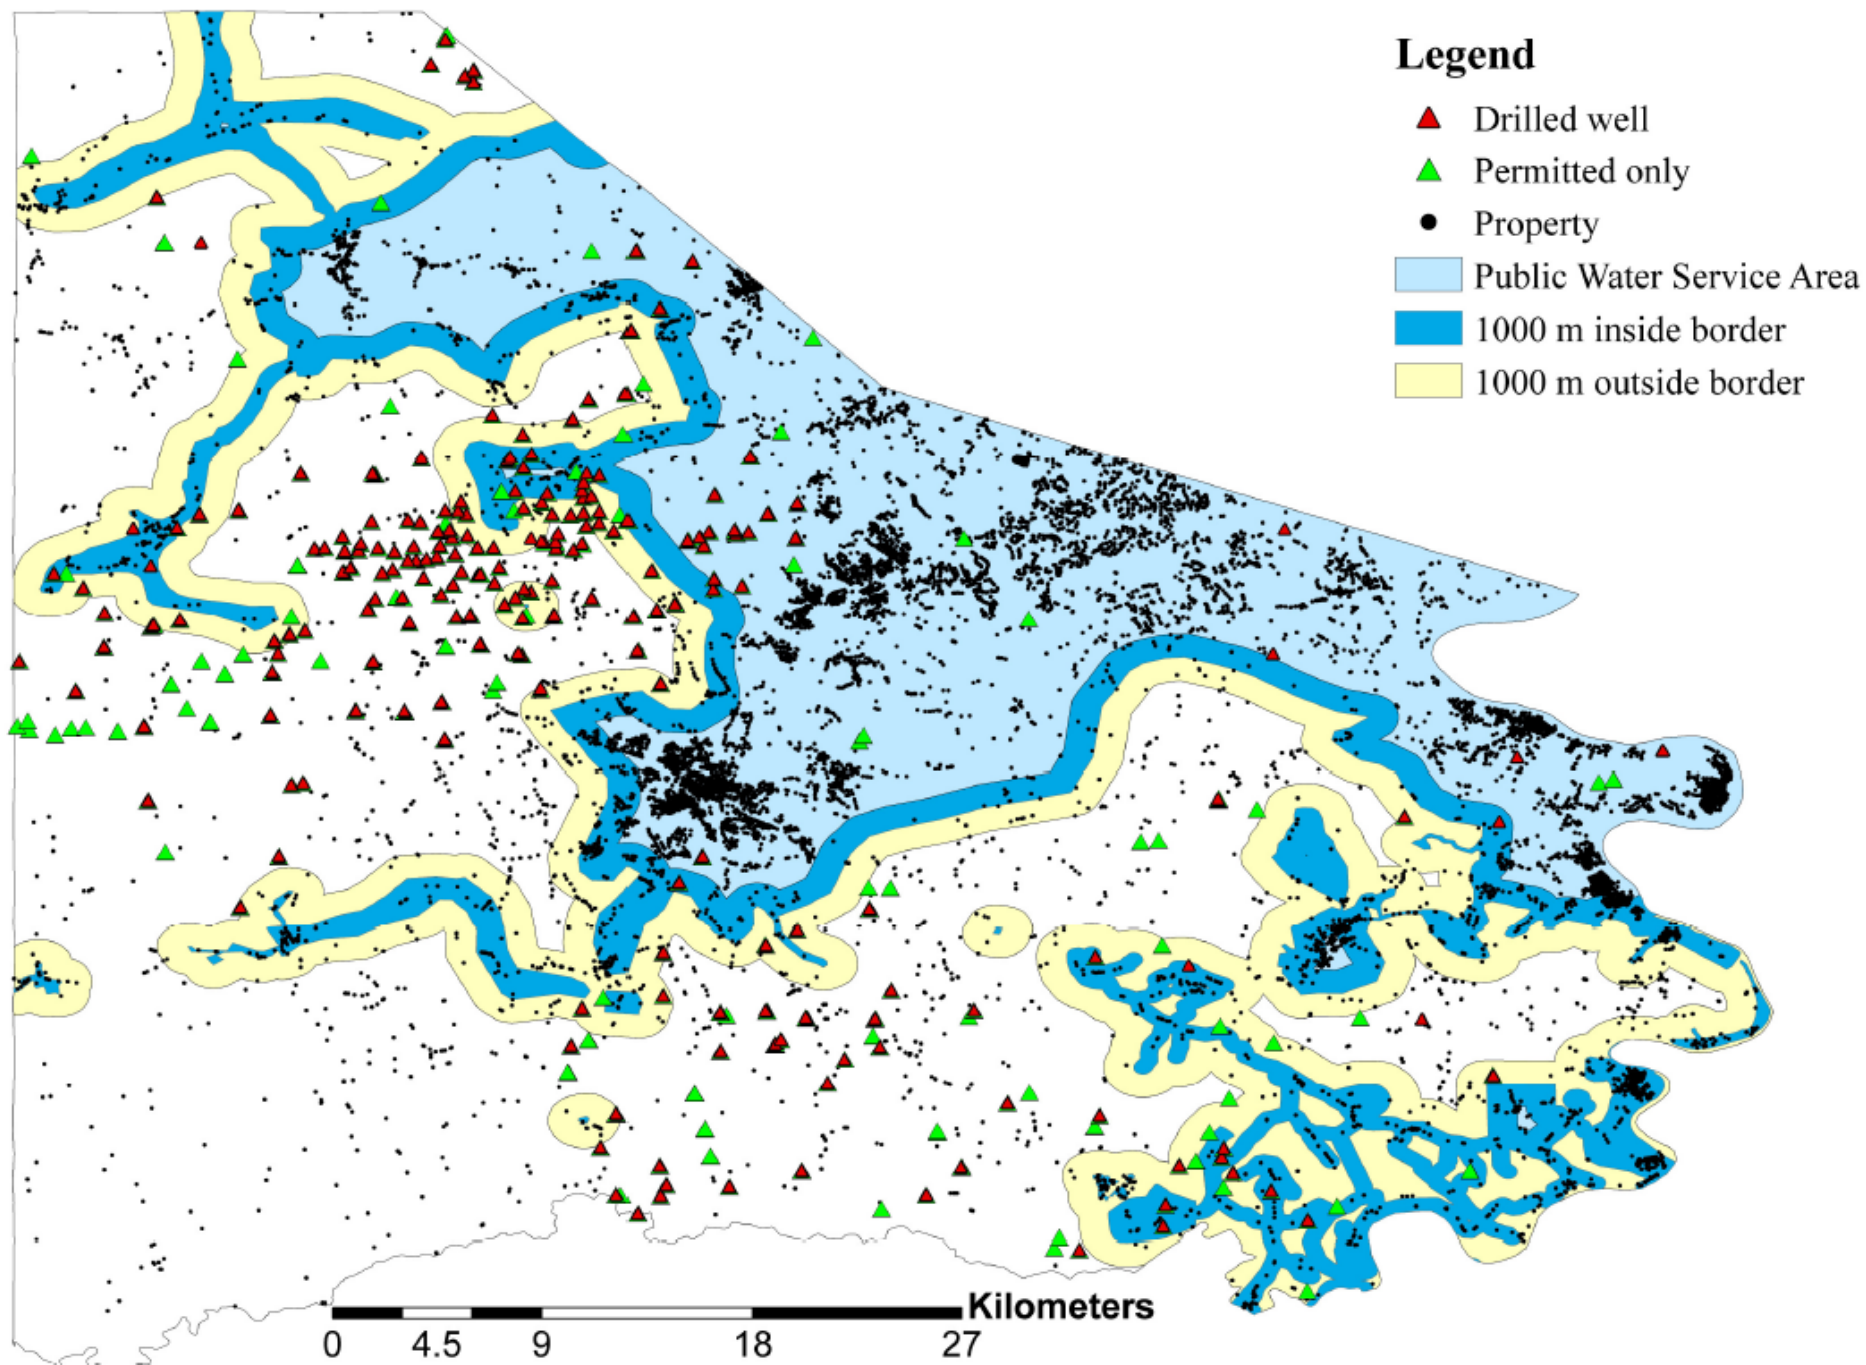 Legend
Drilled well
Permitted only
Property
Public Water Service Area
1000 m inside border
1000 m outside border
Kilometers
0 4.5 9 18 27